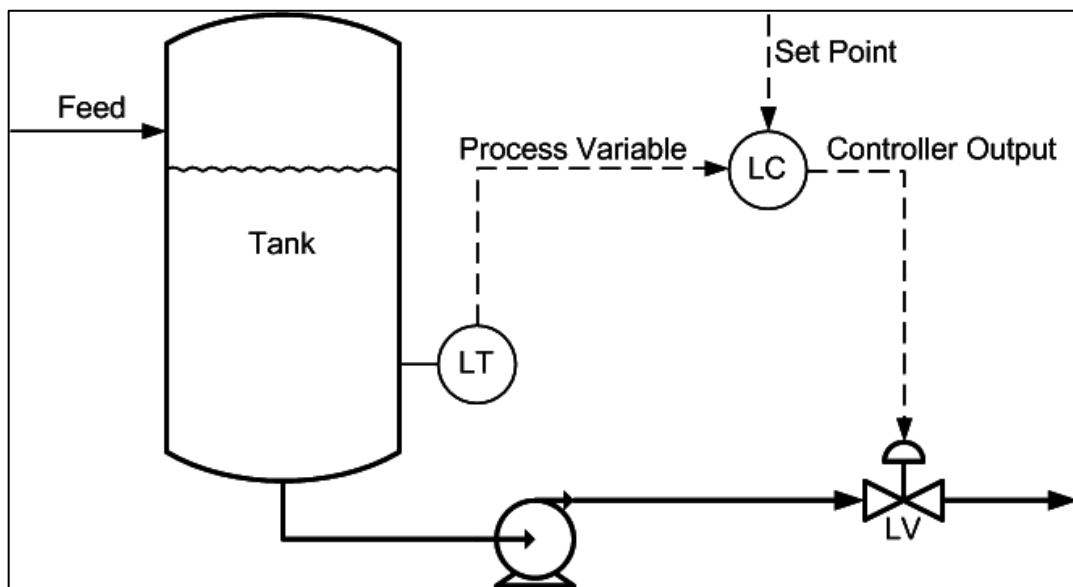 Set Point
Feed
Process Variable
LC
Controller Output
Tank
LT
LV